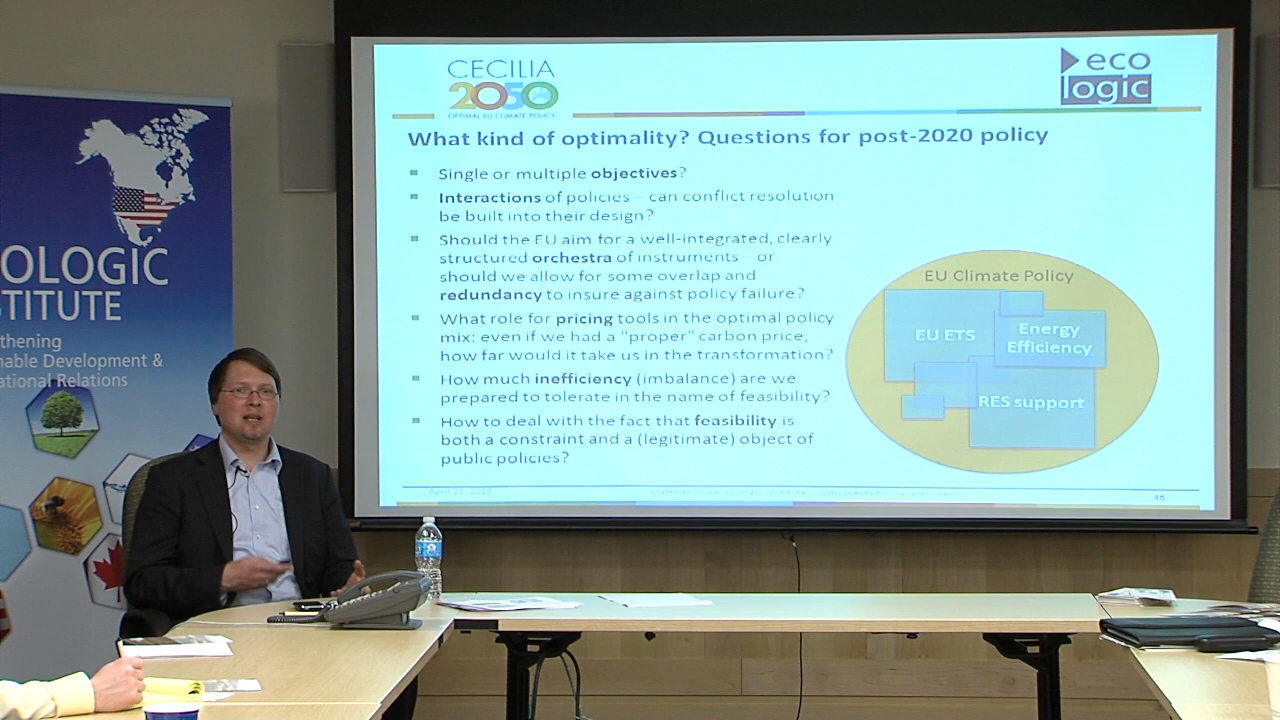 CECILIA
2050
OPTIMAL EU CLIMATE POLICY
eco
logic
What kind of optimality? Questions for post-2020 policy
Single or multiple objectives?
Interactions of policies – can conflict resolution
be built into their design?
Should the EU aim for a well-integrated, clearly
structured orchestra of instruments – or
should we allow for some overlap and
redundancy to insure against policy failure?
What role for pricing tools in the optimal policy
mix: even if we had a "proper" carbon price,
how far would it take us in the transformation?
How much inefficiency (imbalance) are we
prepared to tolerate in the name of feasibility?
How to deal with the fact that feasibility is
both a constraint and a (legitimate) object of
public policies?
EU Climate Policy
EU ETS
Energy
Efficiency
RES support
46
OLOGIC
STITUTE
gthening
nable Development &
ational Relations